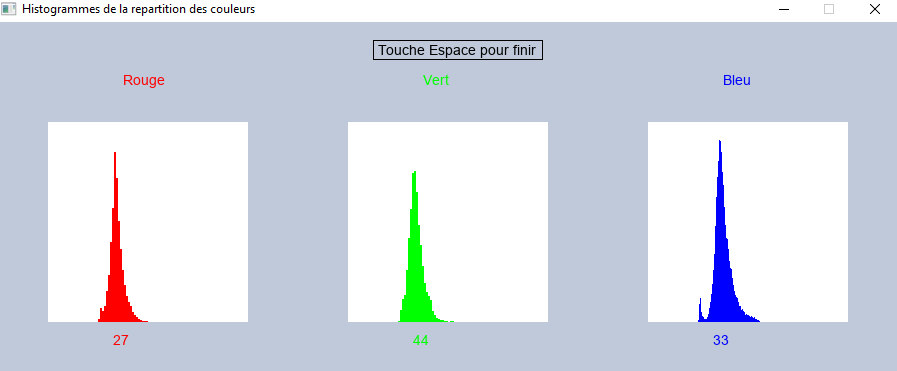 Histogrammes de la repartition des couleurs
Touche Espace pour finir
Rouge Vert Bleu
27 44 33